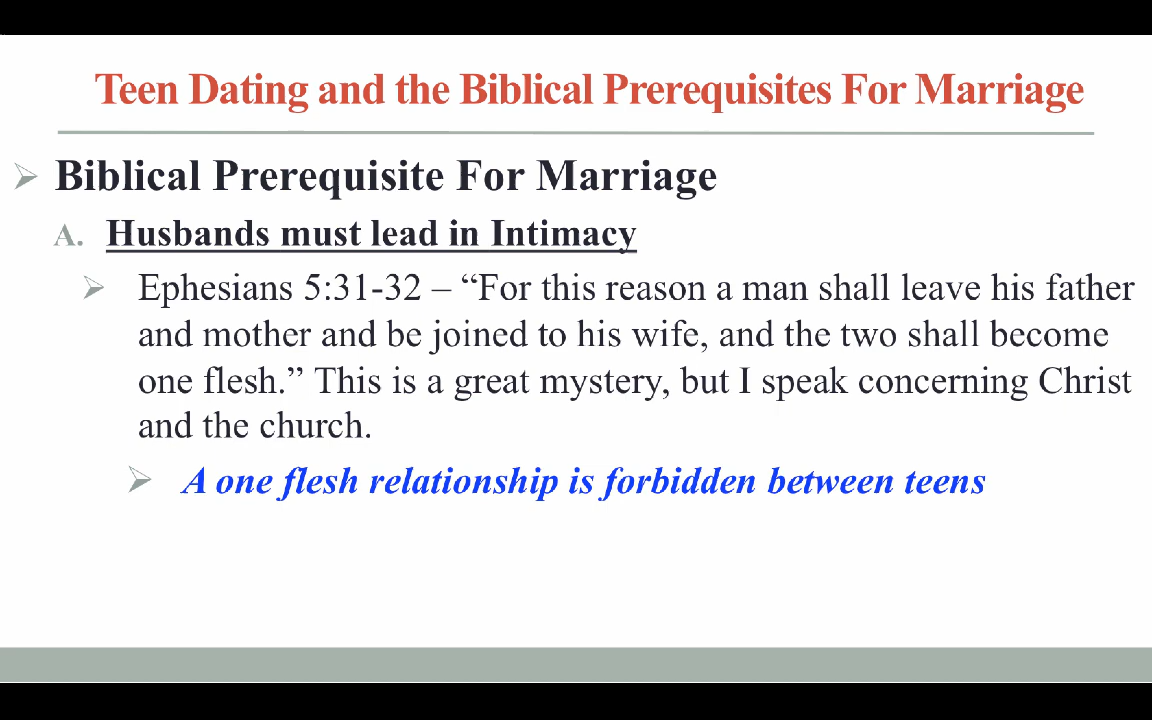 Teen Dating and the Biblical Prerequisites For Marriage
Biblical Prerequisite For Marriage
A. Husbands must lead in Intimacy
Ephesians 5:31-32 – “For this reason a man shall leave his father
and mother and be joined to his wife, and the two shall become
one flesh.” This is a great mystery, but I speak concerning Christ
and the church.
A one flesh relationship is forbidden between teens